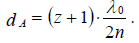 d_A = (z+1) · λ₀/2n .